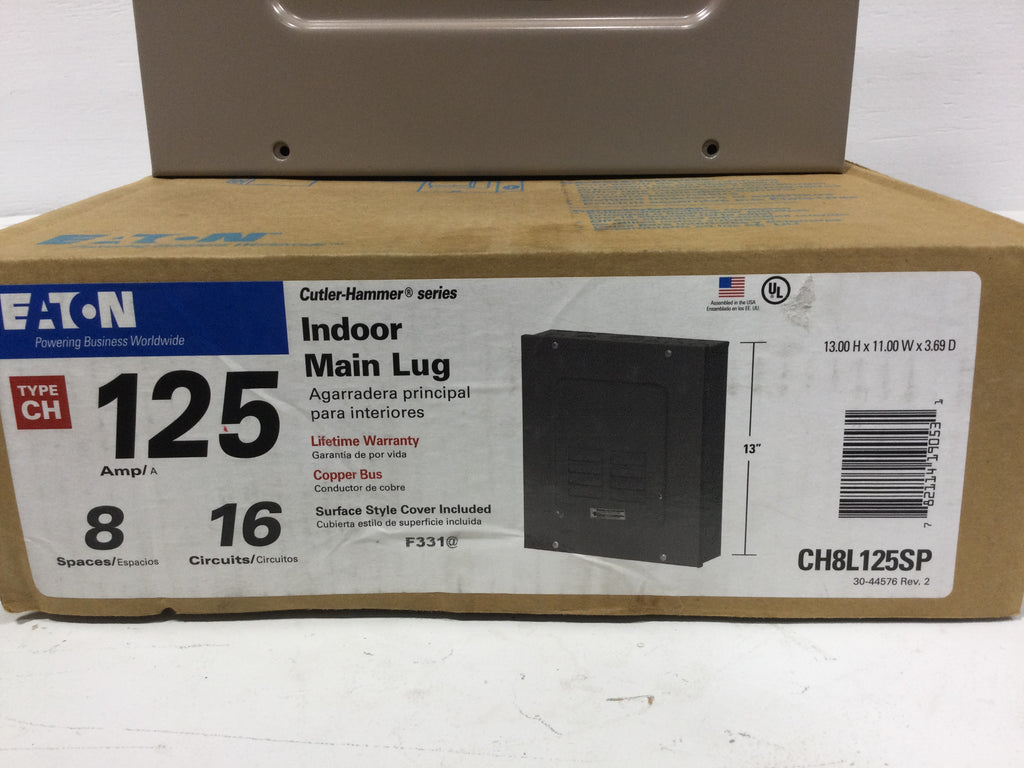 EATON
EATON
Powering Business Worldwide
TYPE
CH
125
Amp/ A
8
Spaces/Espacios
16
Circuits/Circuitos
Cutler-Hammer® series
Indoor
Main Lug
Agarradera principal
para interiores
Lifetime Warranty
Garantía de por vida
Copper Bus
Conductor de cobre
Surface Style Cover Included
Cubierta estilo de superficie incluida
F331@
Assembled in the USA
Ensamblado en los EE. UU.
UL
13"
13.00 H x 11.00 W x 3.69 D
CH8L125SP
30-44576 Rev. 2